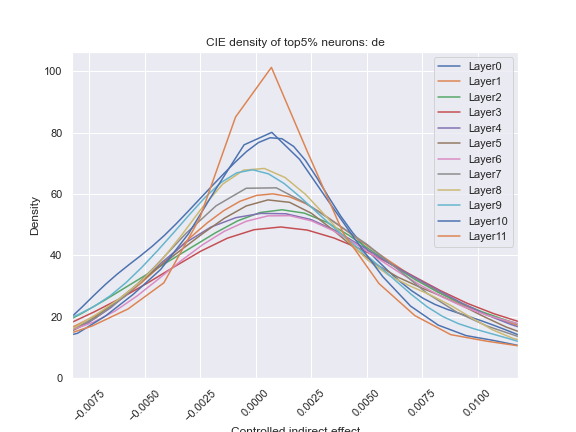 CIE density of top5% neurons: de
Density
100
80
60
40
20
0
-0.0075
-0.0050
-0.0025
0.0000
0.0025
0.0050
0.0075
0.0100
Controlled indirect effect
Layer0
Layer1
Layer2
Layer3
Layer4
Layer5
Layer6
Layer7
Layer8
Layer9
Layer10
Layer11